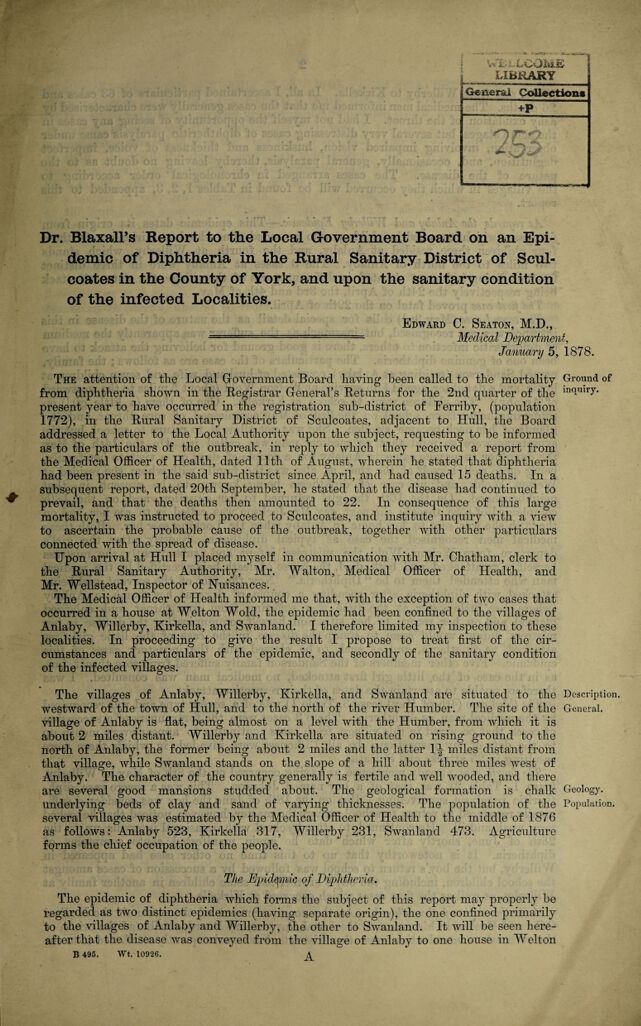 WELLCOME
LIBRARY
General Collections
+P
253
Dr. Blaxall's Report to the Local Government Board on an Epi-
demic of Diphtheria in the Rural Sanitary District of Scul-
coates in the County of York, and upon the sanitary condition
of the infected Localities.
Edward C. Seaton, M.D.,
Medical Department,
January 5, 1878.
The attention of the Local Government Board having been called to the mortality
Ground of
inquiry.
from diphtheria shown in the Registrar General's Returns for the 2nd quarter of the
present year to have occurred in the registration sub-district of Ferriby, (population
1772), in the Rural Sanitary District of Sculcoates, adjacent to Hull, the Board
addressed a letter to the Local Authority upon the subject, requesting to be informed
as to the particulars of the outbreak, in reply to which they received a report from
the Medical Officer of Health, dated 11th of August, wherein he stated that diphtheria
had been present in the said sub-district since April, and had caused 15 deaths. In a
subsequent report, dated 20th September, he stated that the disease had continued to
prevail, and that the deaths then amounted to 22. In consequence of this large
mortality, I was instructed to proceed to Sculcoates, and institute inquiry with a view
to ascertain the probable cause of the outbreak, together with other particulars
connected with the spread of disease.
Upon arrival at Hull I placed myself in communication with Mr. Chatham, clerk to
the Rural Sanitary Authority, Mr. Walton, Medical Officer of Health, and
Mr. Wellstead, Inspector of Nuisances.
The Medical Officer of Health informed me that, with the exception of two cases that
occurred in a house at Welton Wold, the epidemic had been confined to the villages of
Anlaby, Willerby, Kirkella, and Swanland. I therefore limited my inspection to these
localities. In proceeding to give the result I propose to treat first of the cir-
cumstances and particulars of the epidemic, and secondly of the sanitary condition
of the infected villages.
The villages of Anlaby, Willerby, Kirkella, and Swanland are situated to the
Description.
westward of the town of Hull, and to the north of the river Humber. The site of the
General.
village of Anlaby is flat, being almost on a level with the Humber, from which it is
about 2 miles distant. Willerby and Kirkella are situated on rising ground to the
north of Anlaby, the former being about 2 miles and the latter 1½ miles distant from
that village, while Swanland stands on the slope of a hill about three miles west of
Anlaby. The character of the country generally is fertile and well wooded, and there
are several good mansions studded about. The geological formation is chalk
Geology.
underlying beds of clay and sand of varying thicknesses. The population of the
Population.
several villages was estimated by the Medical Officer of Health to the middle of 1876
as follows: Anlaby 523, Kirkella 317, Willerby 231, Swanland 473. Agriculture
forms the chief occupation of the people.
The Epidemic of Diphtheria.
The epidemic of diphtheria which forms the subject of this report may properly be
regarded as two distinct epidemics (having separate origin), the one confined primarily
to the villages of Anlaby and Willerby, the other to Swanland. It will be seen here-
after that the disease was conveyed from the village of Anlaby to one house in Welton
B 495. Wt. 10926.
A